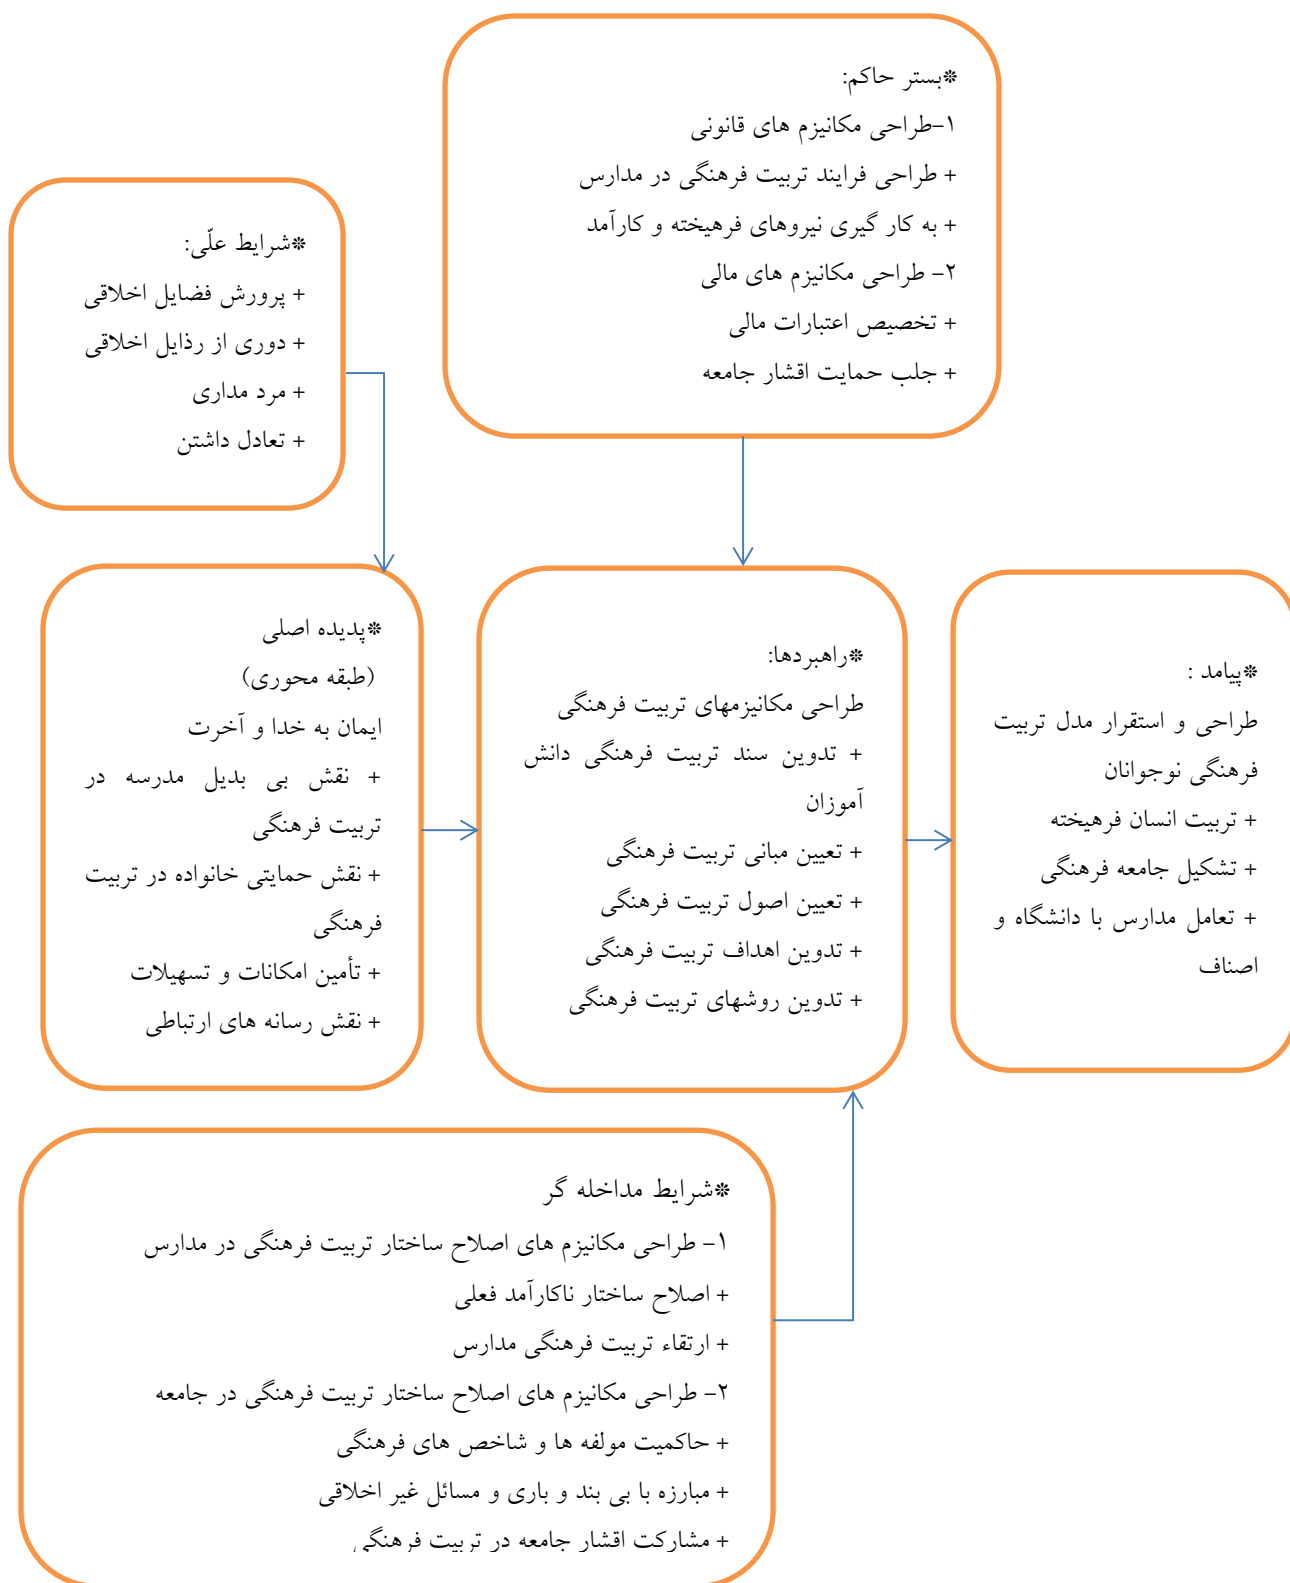 *بستر حاکم:
۱-طراحی مکانیزم های قانونی
+ طراحی فرایند تربیت فرهنگی در مدارس
+ به کار گیری نیروهای فرهیخته و کارآمد
۲- طراحی مکانیزم های مالی
+ تخصیص اعتبارات مالی
+ جلب حمایت اقشار جامعه
*شرایط علّی:
+ پرورش فضایل اخلاقی
+ دوری از رذایل اخلاقی
+ مرد مداری
+ تعادل داشتن
*پدیده اصلی
(طبقه محوری)
ایمان به خدا و آخرت
+ نقش بی بدیل مدرسه در
تربیت فرهنگی
+ نقش حمایتی خانواده در تربیت
فرهنگی
+ تأمین امکانات و تسهیلات
+ نقش رسانه های ارتباطی
*راهبردها:
طراحی مکانیزمهای تربیت فرهنگی
+ تدوین سند تربیت فرهنگی دانش
آموزان
+ تعیین مبانی تربیت فرهنگی
+ تعیین اصول تربیت فرهنگی
+ تدوین اهداف تربیت فرهنگی
+ تدوین روشهای تربیت فرهنگی
*پیامد :
طراحی و استقرار مدل تربیت
فرهنگی نوجوانان
+ تربیت انسان فرهیخته
+ تشکیل جامعه فرهنگی
+ تعامل مدارس با دانشگاه و
اصناف
*شرایط مداخله گر
۱- طراحی مکانیزم های اصلاح ساختار تربیت فرهنگی در مدارس
+ اصلاح ساختار ناکارآمد فعلی
+ ارتقاء تربیت فرهنگی مدارس
۲- طراحی مکانیزم های اصلاح ساختار تربیت فرهنگی در جامعه
+ حاکمیت مولفه ها و شاخص های فرهنگی
+ مبارزه با بی بند و باری و مسائل غیر اخلاقی
+ مشارکت اقشار جامعه در تربیت فرهنگی